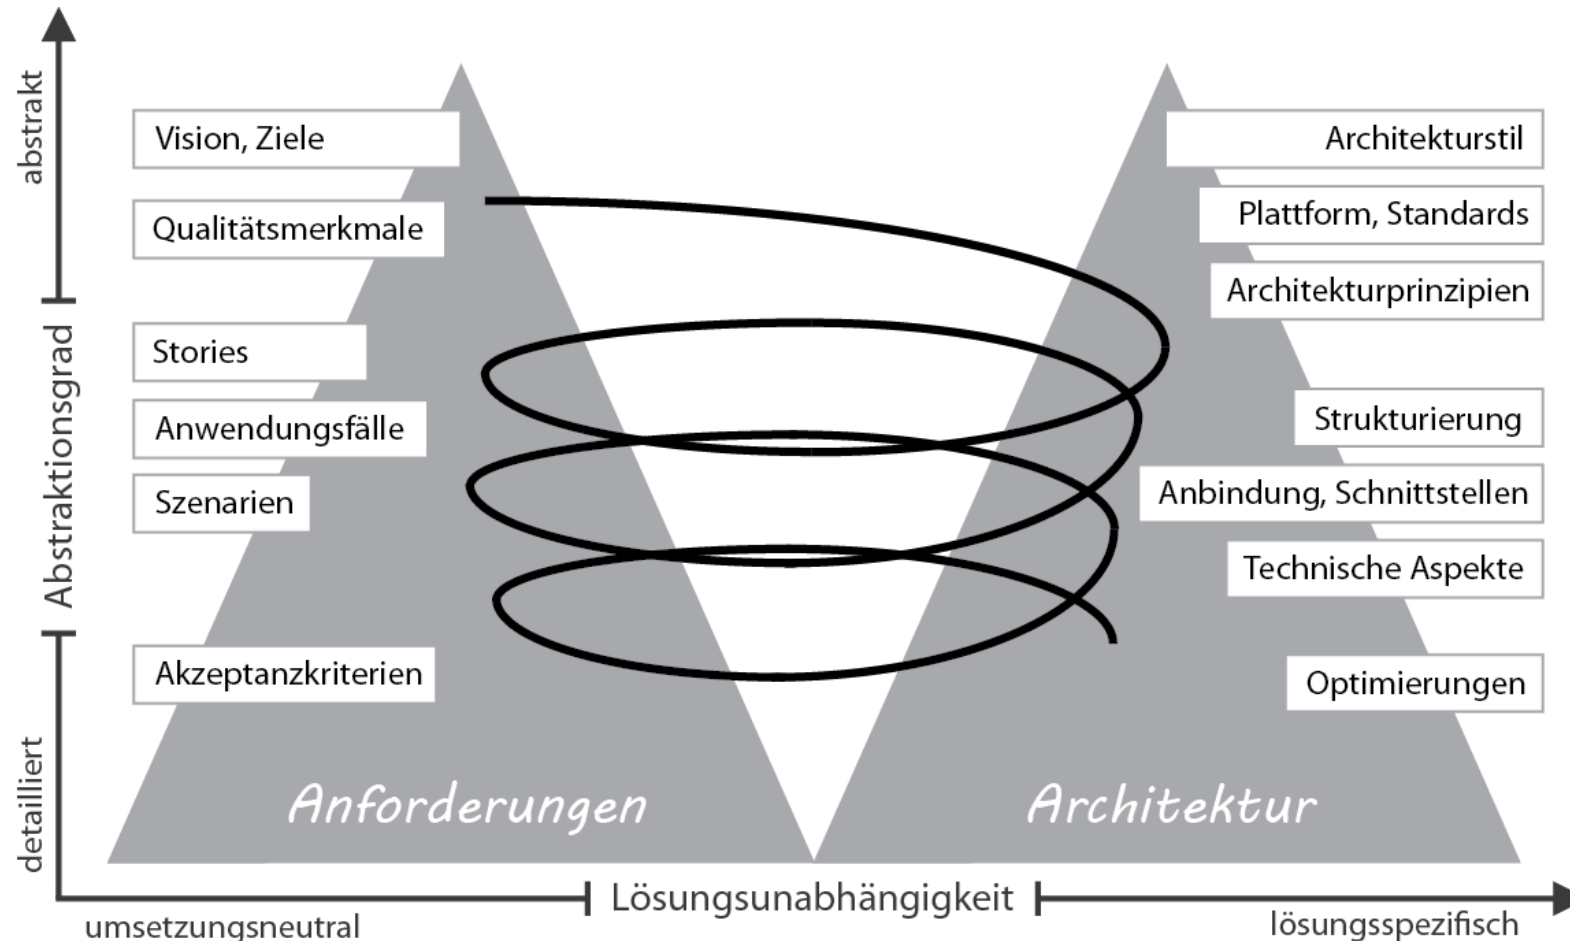 abstrakt
Abstraktionsgrad
detailliert
Vision, Ziele
Qualitätsmerkmale
Stories
Anwendungsfälle
Szenarien
Akzeptanzkriterien
Anforderungen
Architekturstil
Plattform, Standards
Architekturprinzipien
Strukturierung
Anbindung, Schnittstellen
Technische Aspekte
Optimierungen
Architektur
umsetzungsneutral
Lösungsunabhängigkeit
lösungsspezifisch